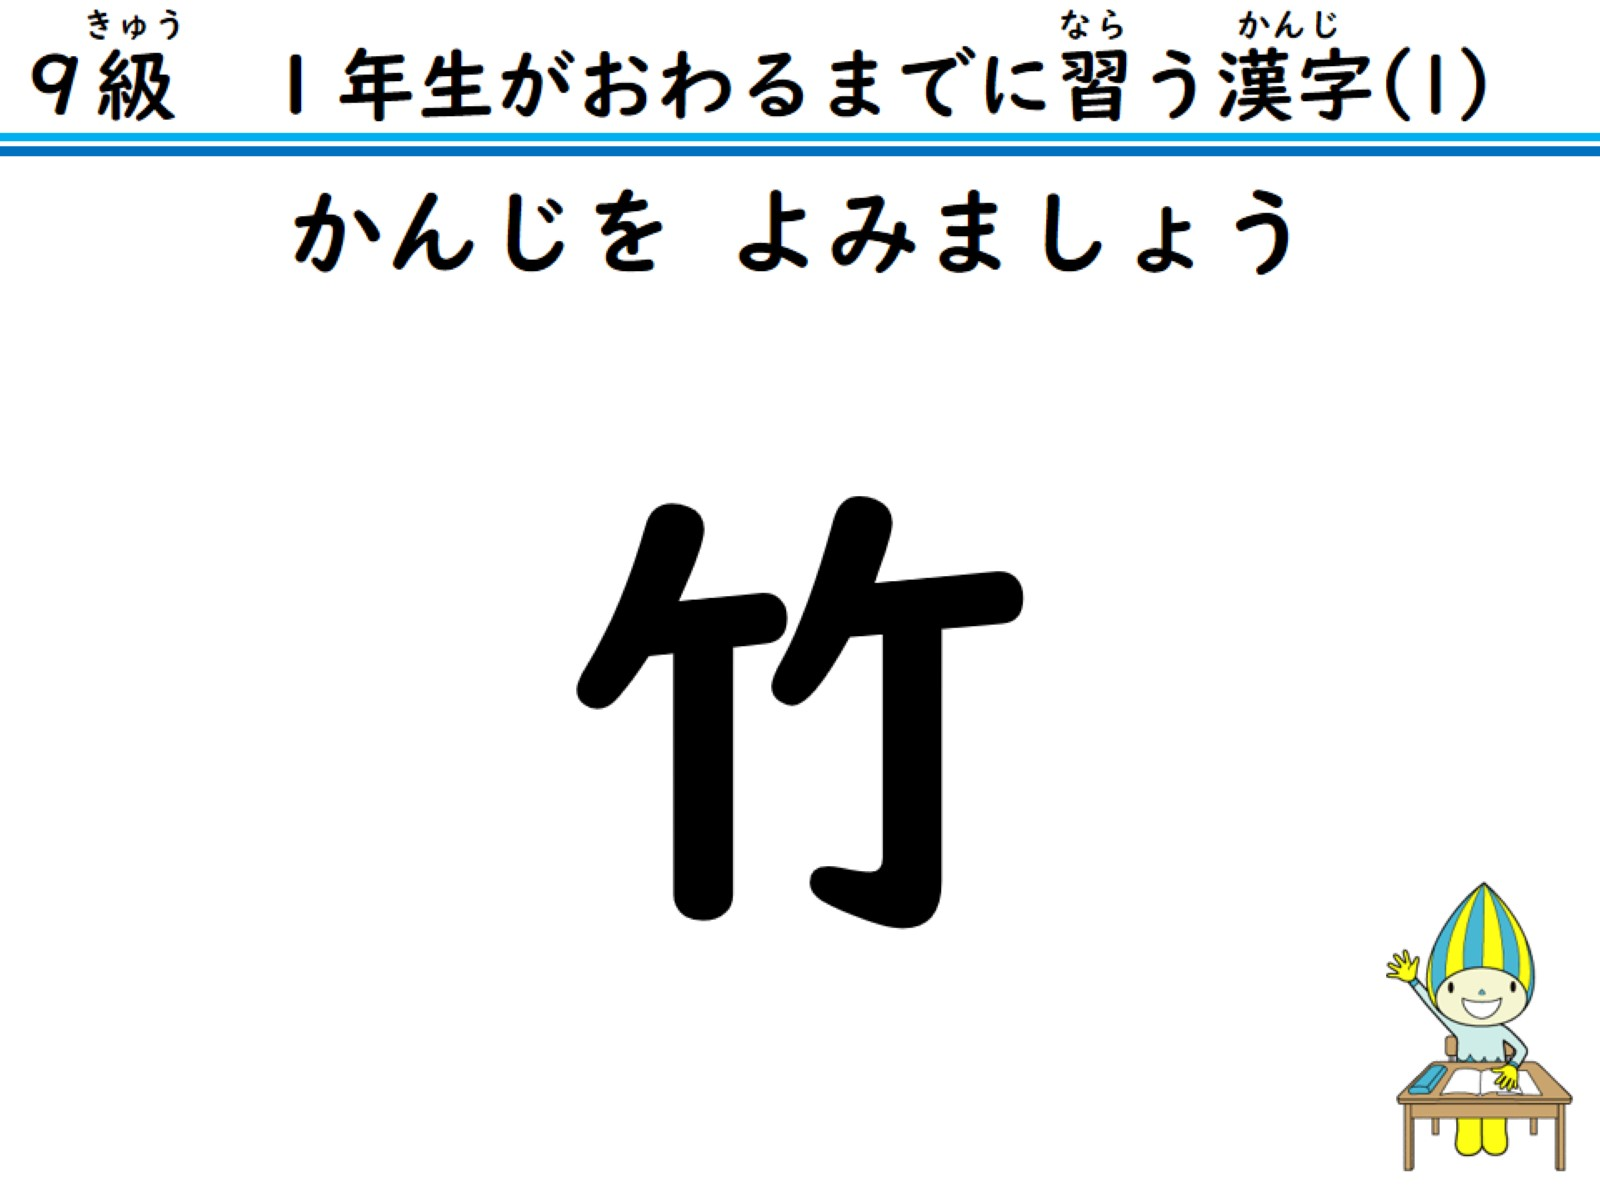 きゅう なら かんじ
9級 1年生がおわるまでに習う漢字(1)
かんじを よみましょう
竹